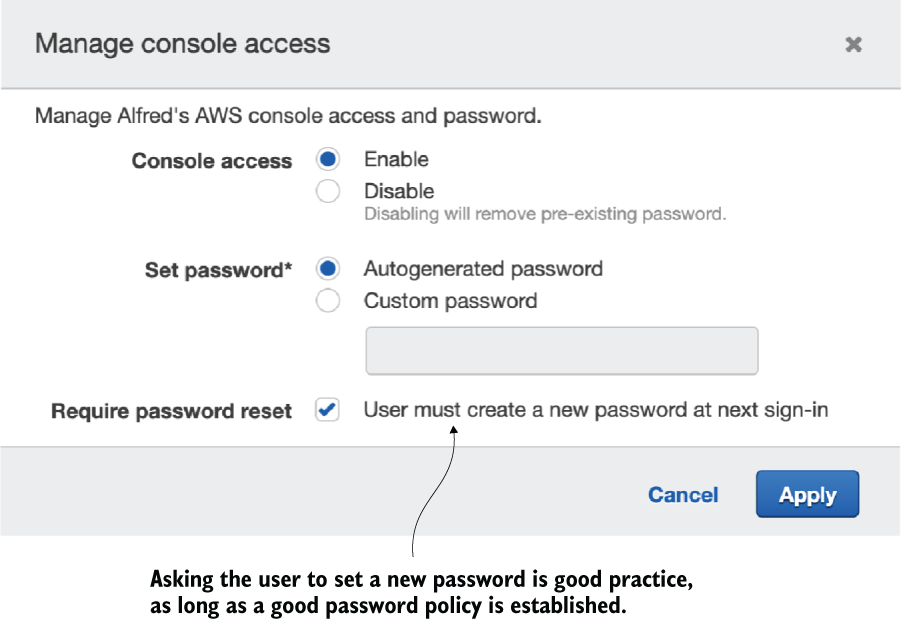 Manage console access
Manage Alfred's AWS console access and password.
Console access Enable
Disable
Disabling will remove pre-existing password.
Set password* Autogenerated password
Custom password
Require password reset User must create a new password at next sign-in
Cancel Apply
Asking the user to set a new password is good practice,
as long as a good password policy is established.